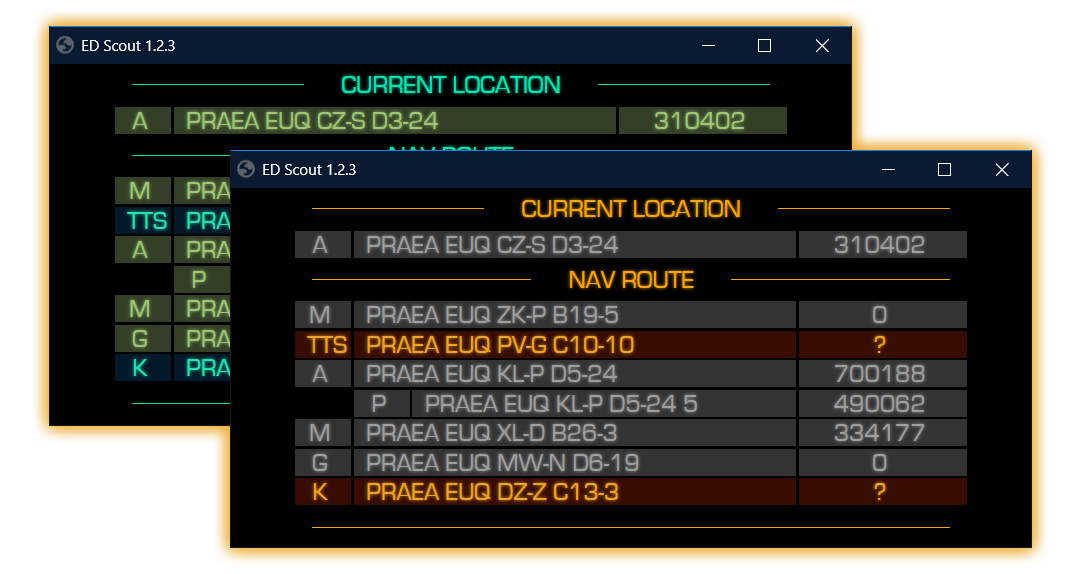 ED Scout 1.2.3
CURRENT LOCATION
A PRAEA EUQ CZ-S D3-24 310402
NAV ROUTE
M PRA
TTS PRA
A PRA
P
M PRA
G PRA
K PRA
ED Scout 1.2.3
CURRENT LOCATION
A PRAEA EUQ CZ-S D3-24 310402
NAV ROUTE
M PRAEA EUQ ZK-P B19-5 0
TTS PRAEA EUQ PV-G C10-10 ?
A PRAEA EUQ KL-P D5-24 700188
P PRAEA EUQ KL-P D5-24 5 490062
M PRAEA EUQ XL-D B26-3 334177
G PRAEA EUQ MW-N D6-19 0
K PRAEA EUQ DZ-Z C13-3 ?